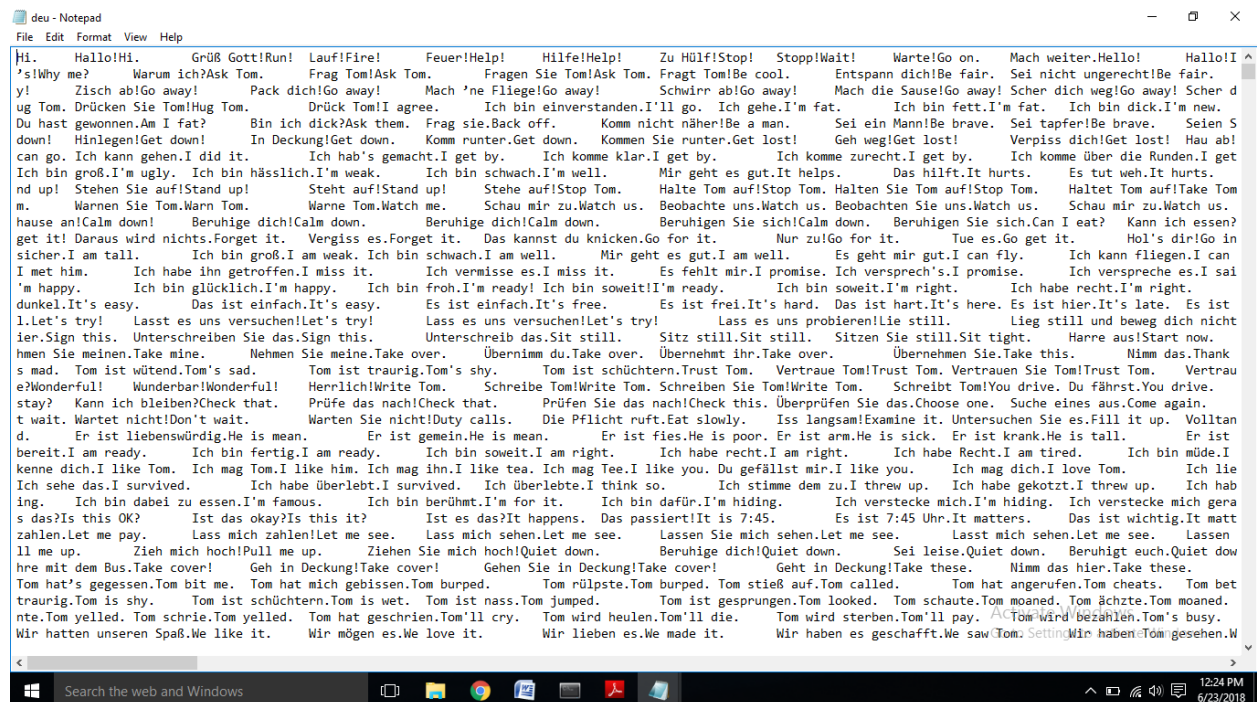 deu - Notepad
File Edit Format View Help
Hi. Hallo!Hi. Grüß Gott!Run! Lauf!Fire! Feuer!Help! Hilfe!Help! Zu Hülf!Stop! Stopp!Wait! Warte!Go on. Mach weiter.Hello! Hallo!I
's!Why me? Warum ich?Ask Tom. Frag Tom!Ask Tom. Fragen Sie Tom!Ask Tom. Fragt Tom!Be cool. Entspann dich!Be fair. Sei nicht ungerecht!Be fair.
y! Zisch ab!Go away! Pack dich!Go away! Mach 'ne Fliege!Go away! Schwirr ab!Go away! Mach die Sause!Go away! Scher dich weg!Go away! Scher d
ug Tom. Drücken Sie Tom!Hug Tom. Drück Tom!I agree. Ich bin einverstanden.I'll go. Ich gehe.I'm fat. Ich bin fett.I'm fat. Ich bin dick.I'm new.
Du hast gewonnen.Am I fat? Bin ich dick?Ask them. Frag sie.Back off. Komm nicht näher!Be a man. Sei ein Mann!Be brave. Sei tapfer!Be brave. Seien S
down! Hinlegen!Get down! In Deckung!Get down. Komm runter.Get down. Kommen Sie runter.Get lost! Geh weg!Get lost! Verpiss dich!Get lost! Hau ab!
can go. Ich kann gehen.I did it. Ich hab's gemacht.I get by. Ich komme klar.I get by. Ich komme zurecht.I get by. Ich komme über die Runden.I get
Ich bin groß.I'm ugly. Ich bin hässlich.I'm weak. Ich bin schwach.I'm well. Mir geht es gut.It helps. Das hilft.It hurts. Es tut weh.It hurts.
nd up! Stehen Sie auf!Stand up! Steht auf!Stand up! Stehe auf!Stop Tom. Halte Tom auf!Stop Tom. Halten Sie Tom auf!Stop Tom. Haltet Tom auf!Take Tom
m. Warnen Sie Tom.Warn Tom. Warne Tom.Watch me. Schau mir zu.Watch us. Beobachte uns.Watch us. Beobachten Sie uns.Watch us. Schau mir zu.Watch us.
hause an!Calm down! Beruhige dich!Calm down. Beruhige dich!Calm down. Beruhigen Sie sich!Calm down. Beruhigen Sie sich.Can I eat? Kann ich essen?
get it! Daraus wird nichts.Forget it. Vergiss es.Forget it. Das kannst du knicken.Go for it. Nur zu!Go for it. Tue es.Go get it. Hol's dir!Go in
sicher.I am tall. Ich bin groß.I am weak. Ich bin schwach.I am well. Mir geht es gut.I am well. Es geht mir gut.I can fly. Ich kann fliegen.I can
I met him. Ich habe ihn getroffen.I miss it. Ich vermisse es.I miss it. Es fehlt mir.I promise. Ich versprech's.I promise. Ich verspreche es.I sai
'm happy. Ich bin glücklich.I'm happy. Ich bin froh.I'm ready! Ich bin soweit!I'm ready. Ich bin soweit.I'm right. Ich habe recht.I'm right.
dunkel.It's easy. Das ist einfach.It's easy. Es ist einfach.It's free. Es ist frei.It's hard. Das ist hart.It's here. Es ist hier.It's late. Es ist
l.Let's try! Lasst es uns versuchen!Let's try! Lass es uns versuchen!Let's try! Lass es uns probieren!Lie still. Lieg still und beweg dich nicht
ier.Sign this. Unterschreiben Sie das.Sign this. Unterschreib das.Sit still. Sitz still.Sit still. Sitzen Sie still.Sit tight. Harre aus!Start now.
hmen Sie meinen.Take mine. Nehmen Sie meine.Take over. Übernimm du.Take over. Übernehmt ihr.Take over. Übernehmen Sie.Take this. Nimm das.Thank
s mad. Tom ist wütend.Tom's sad. Tom ist traurig.Tom's shy. Tom ist schüchtern.Trust Tom. Vertraue Tom!Trust Tom. Vertrauen Sie Tom!Trust Tom. Vertrau
e?Wonderful! Wunderbar!Wonderful! Herrlich!Write Tom. Schreibe Tom!Write Tom. Schreiben Sie Tom!Write Tom. Schreibt Tom!You drive. Du fährst.You drive.
stay? Kann ich bleiben?Check that. Prüfe das nach!Check that. Prüfen Sie das nach!Check this. Überprüfen Sie das.Choose one. Suche eines aus.Come again.
t wait. Wartet nicht!Don't wait. Warten Sie nicht!Duty calls. Die Pflicht ruft.Eat slowly. Iss langsam!Examine it. Untersuchen Sie es.Fill it up. Volltan
d. Er ist liebenswürdig.He is mean. Er ist gemein.He is mean. Er ist fies.He is poor. Er ist arm.He is sick. Er ist krank.He is tall. Er ist
bereit.I am ready. Ich bin fertig.I am ready. Ich bin soweit.I am right. Ich habe recht.I am right. Ich habe Recht.I am tired. Ich bin müde.I
kenne dich.I like Tom. Ich mag Tom.I like him. Ich mag ihn.I like tea. Ich mag Tee.I like you. Du gefällst mir.I like you. Ich mag dich.I love Tom. Ich lie
Ich sehe das.I survived. Ich habe überlebt.I survived. Ich überlebte.I think so. Ich stimme dem zu.I threw up. Ich habe gekotzt.I threw up. Ich hab
ing. Ich bin dabei zu essen.I'm famous. Ich bin berühmt.I'm for it. Ich bin dafür.I'm hiding. Ich verstecke mich.I'm hiding. Ich verstecke mich gera
s das?Is this OK? Ist das okay?Is this it? Ist es das?It happens. Das passiert!It is 7:45. Es ist 7:45 Uhr.It matters. Das ist wichtig.It matt
zahlen.Let me pay. Lass mich zahlen!Let me see. Lass mich sehen.Let me see. Lassen Sie mich sehen.Let me see. Lasst mich sehen.Let me see. Lassen
ll me up. Zieh mich hoch!Pull me up. Ziehen Sie mich hoch!Quiet down. Beruhige dich!Quiet down. Sei leise.Quiet down. Beruhigt euch.Quiet dow
hre mit dem Bus.Take cover! Geh in Deckung!Take cover! Gehen Sie in Deckung!Take cover! Geht in Deckung!Take these. Nimm das hier.Take these.
Tom hat's gegessen.Tom bit me. Tom hat mich gebissen.Tom burped. Tom rülpste.Tom burped. Tom stieß auf.Tom called. Tom hat angerufen.Tom cheats. Tom bet
traurig.Tom is shy. Tom ist schüchtern.Tom is wet. Tom ist nass.Tom jumped. Tom ist gesprungen.Tom looked. Tom schaute.Tom moaned. Tom ächzte.Tom moaned.
nte.Tom yelled. Tom schrie.Tom yelled. Tom hat geschrien.Tom'll cry. Tom wird heulen.Tom'll die. Tom wird sterben.Tom'll pay. Tom wird bezahlen.Tom's busy.
Activate Windows
Wir hatten unseren Spaß.We like it. Wir mögen es.We love it. Wir lieben es.We made it. Wir haben es geschafft.We saw Tom. Wir haben Tom gesehen.W
Search the web and Windows
12:24 PM
6/23/2018